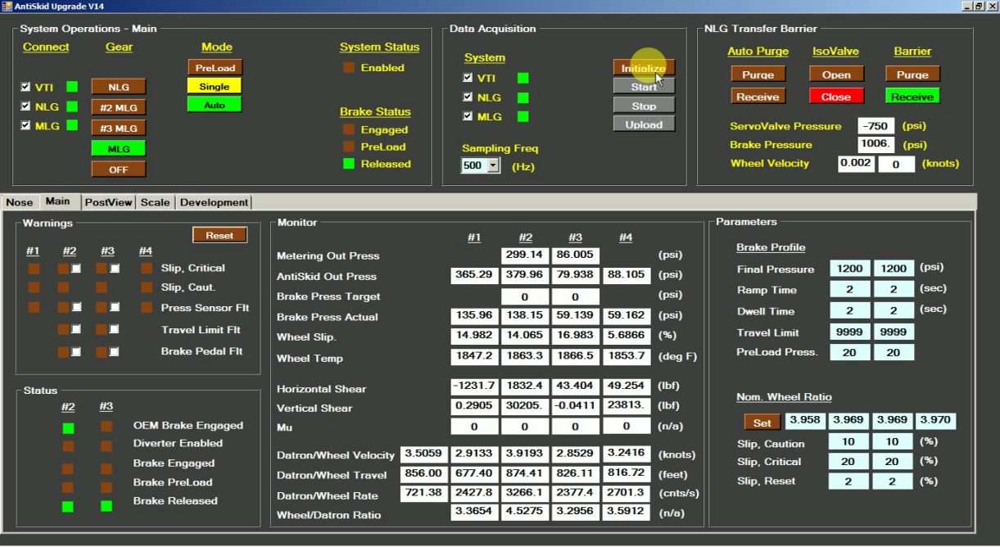 AntiSkid Upgrade V14
System Operations - Main
Connect Gear Mode System Status
PreLoad Enabled
VTI NLG Single
NLG #2 MLG Auto Brake Status
MLG #3 MLG Engaged
MLG PreLoad
OFF Released
Data Acquisition
System
Initialize
VTI Start
NLG Stop
MLG Upload
Sampling Freq
500 (Hz)
NLG Transfer Barrier
Auto Purge IsoValve Barrier
Purge Open Purge
Receive Close Receive
ServoValve Pressure -750 (psi)
Brake Pressure 1006. (psi)
Wheel Velocity 0.002 0 (knots)
Nose Main PostView Scale Development
Warnings
Reset
#1 #2 #3 #4
Slip, Critical
Slip, Caut.
Press Sensor Flt
Travel Limit Flt
Brake Pedal Flt
Status
#2 #3
OEM Brake Engaged
Diverter Enabled
Brake Engaged
Brake PreLoad
Brake Released
Monitor
#1 #2 #3 #4
Metering Out Press 299.14 86.005 (psi)
AntiSkid Out Press 365.29 379.96 79.938 88.105 (psi)
Brake Press Target 0 0 (psi)
Brake Press Actual 135.96 138.15 59.139 59.162 (psi)
Wheel Slip. 14.982 14.065 16.983 5.6866 (%)
Wheel Temp 1847.2 1863.3 1866.5 1853.7 (deg F)
Horizontal Shear -1231.7 1832.4 43.404 49.254 (lbf)
Vertical Shear 0.2905 30205. -0.0411 23813. (lbf)
Mu 0 0 0 0 (n/a)
Datron/Wheel Velocity 3.5059 2.9133 3.9193 2.8529 3.2416 (knots)
Datron/Wheel Travel 856.00 677.40 874.41 826.11 816.72 (feet)
Datron/Wheel Rate 721.38 2427.8 3266.1 2377.4 2701.3 (cnts/s)
Wheel/Datron Ratio 3.3654 4.5275 3.2956 3.5912 (n/a)
Parameters
Brake Profile
Final Pressure 1200 1200 (psi)
Ramp Time 2 2 (sec)
Dwell Time 2 2 (sec)
Travel Limit 9999 9999
PreLoad Press. 20 20
Nom. Wheel Ratio
Set 3.958 3.969 3.969 3.970
Slip, Caution 10 10 (%)
Slip, Critical 20 20 (%)
Slip, Reset 2 2 (%)